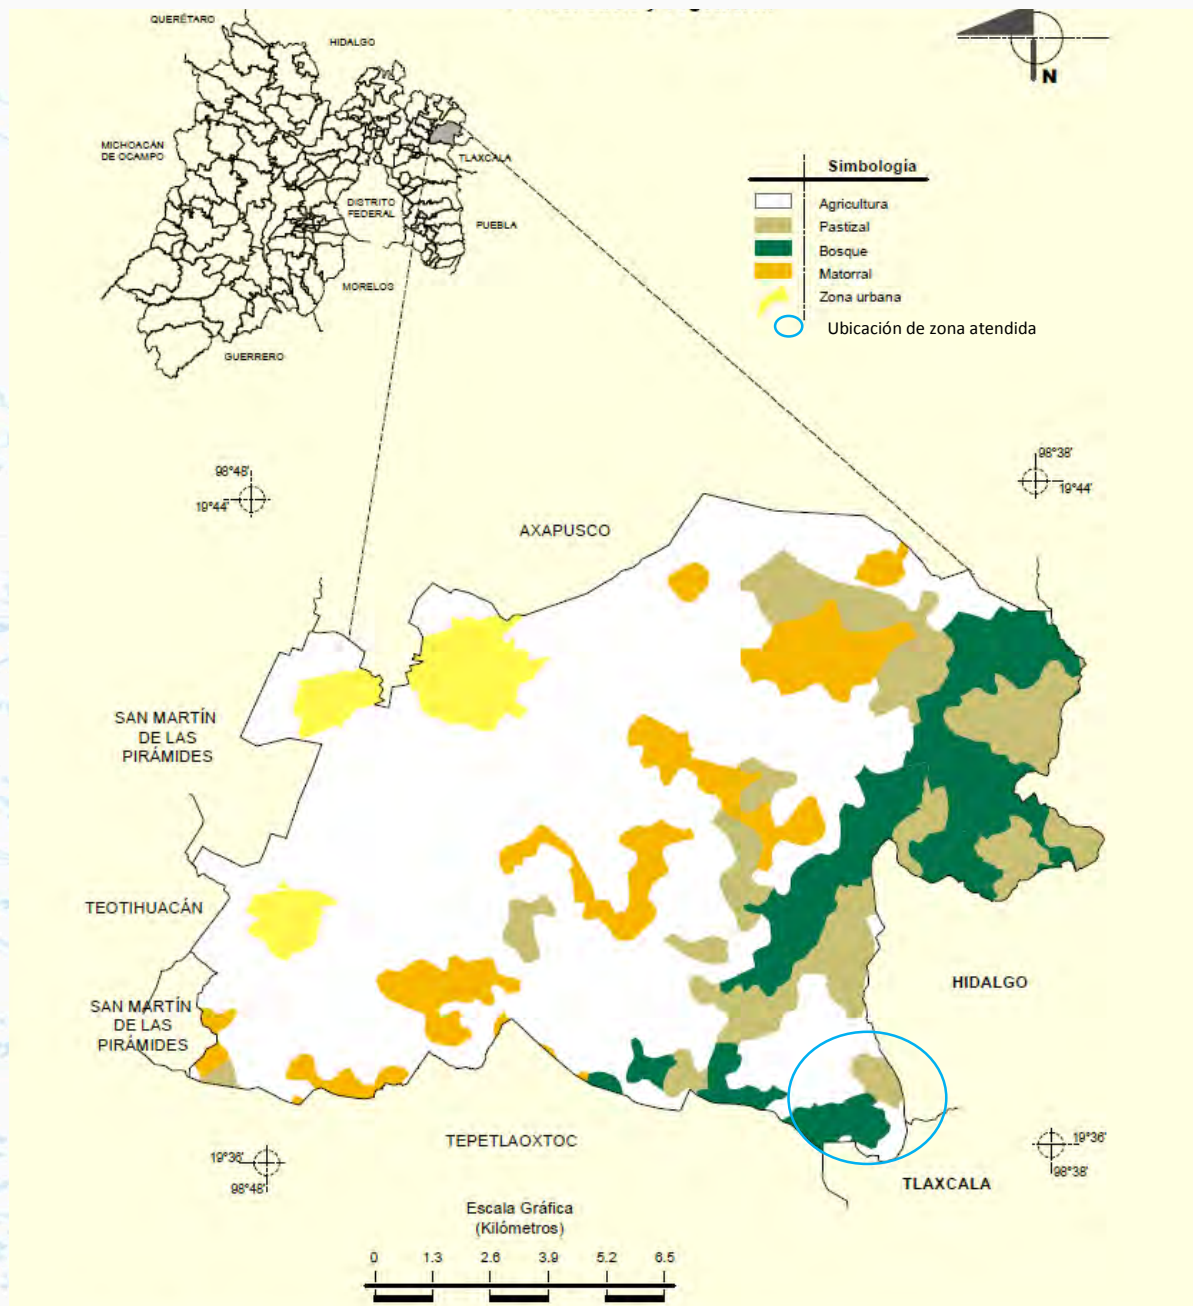 QUERÉTARO
HIDALGO
N
MICHOACÁN
DE OCAMPO
TLAXCALA
DISTRITO
FEDERAL
PUEBLA
MORELOS
GUERRERO
Simbología
Agricultura
Pastizal
Bosque
Matorral
Zona urbana
Ubicación de zona atendida
98°48'
19°44'
98°38'
19°44'
AXAPUSCO
SAN MARTÍN
DE LAS
PIRÁMIDES
TEOTIHUACÁN
SAN MARTÍN
DE LAS
PIRÁMIDES
HIDALGO
TEPETLAOXTOC
19°36'
98°48'
19°36'
98°38'
TLAXCALA
Escala Gráfica
(Kilómetros)
0 1.3 2.6 3.9 5.2 6.5